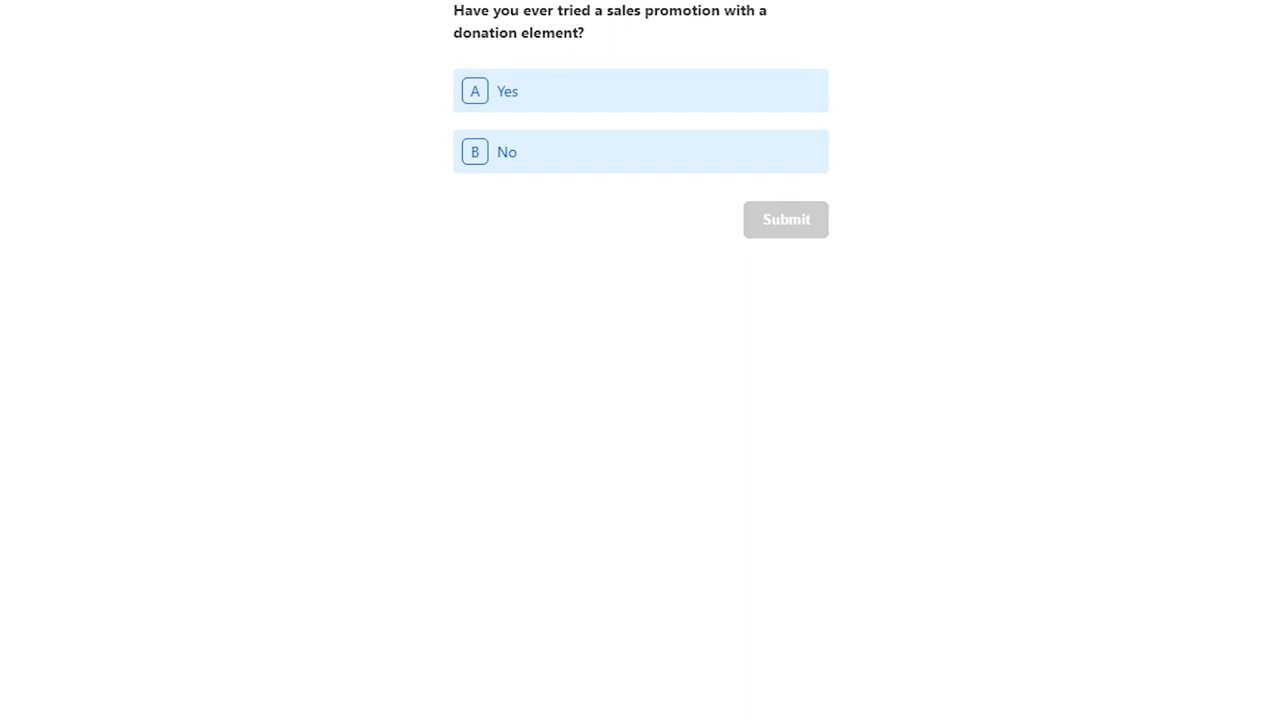 Have you ever tried a sales promotion with a
donation element?
A Yes
B No
Submit